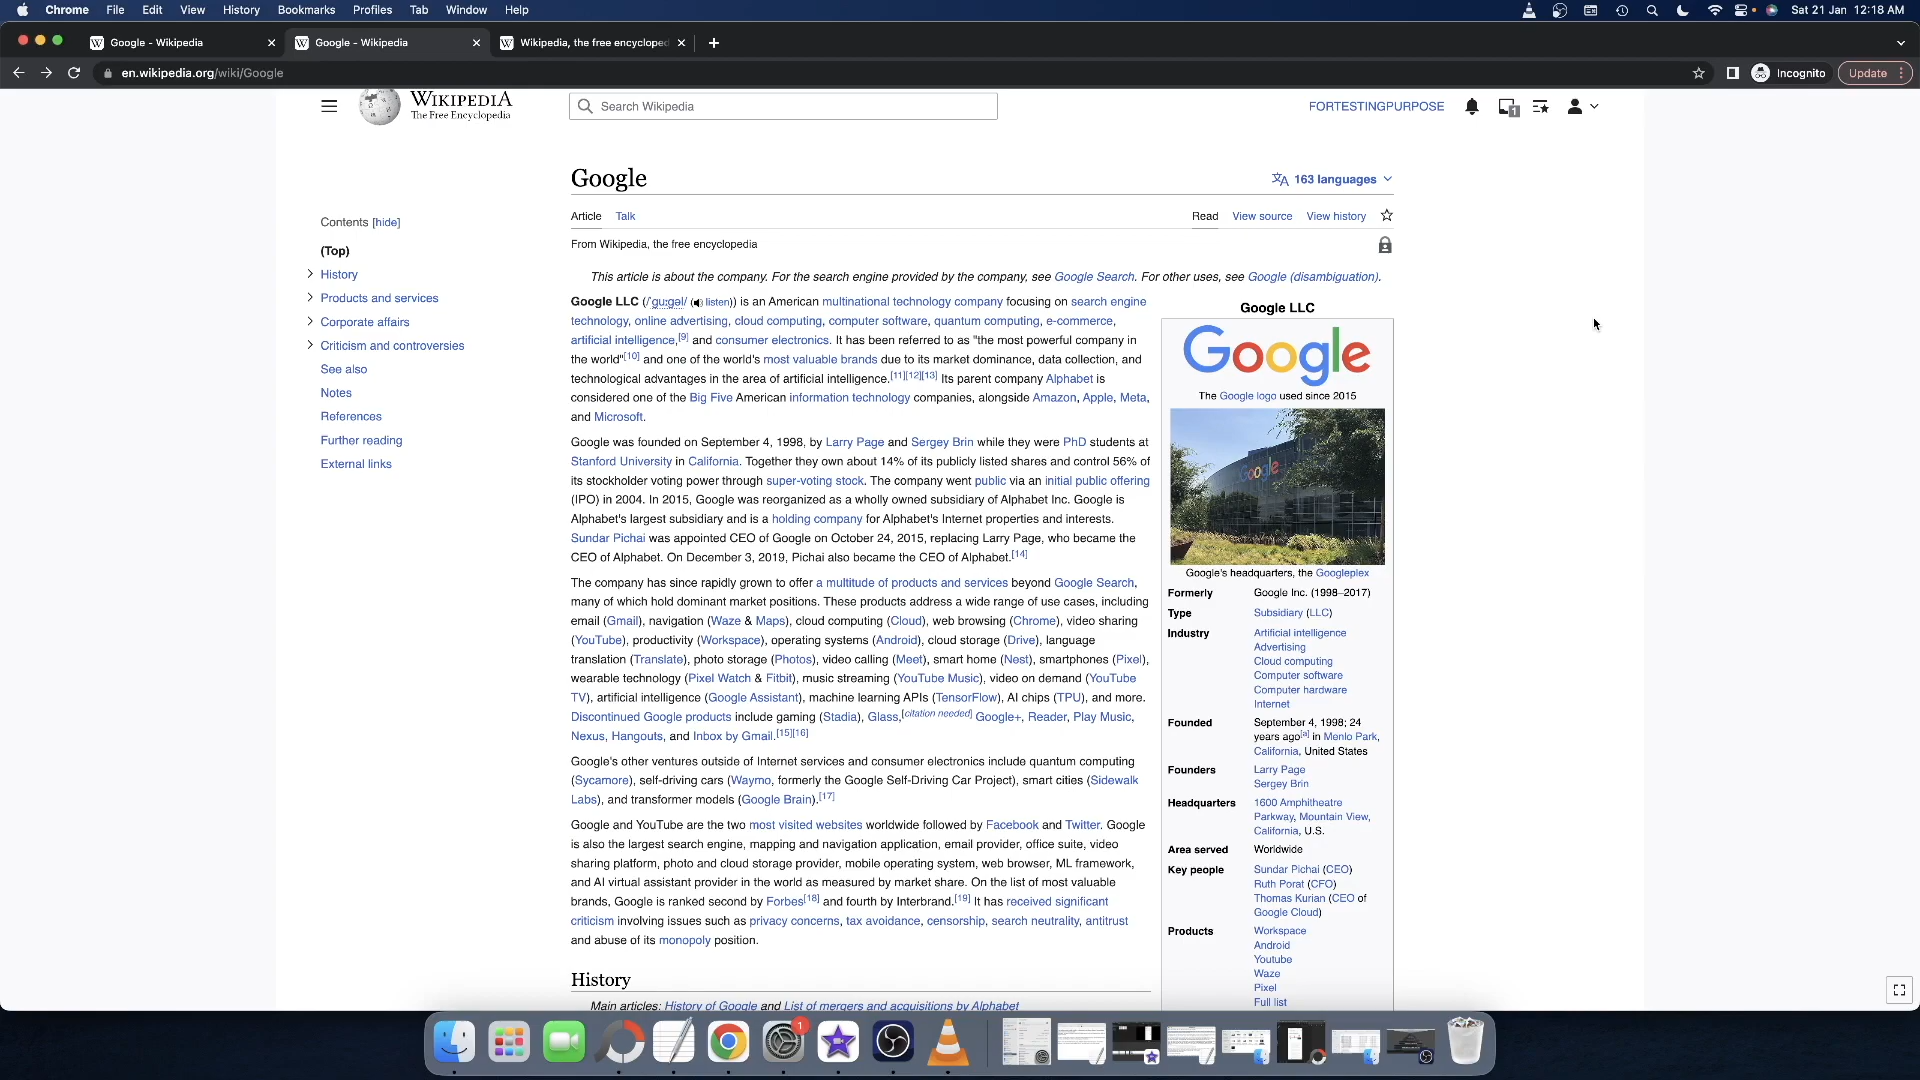 Chrome File Edit View History Bookmarks Profiles Tab Window Help Sat 21 Jan 12:18 AM
Google - Wikipedia Google - Wikipedia Wikipedia, the free encycloped
en.wikipedia.org/wiki/Google Incognito Update
WIKIPEDIA
The Free Encyclopedia
Search Wikipedia
FORTESTINGPURPOSE
1
Google
163 languages
Contents [hide]
(Top)
History
Products and services
Corporate affairs
Criticism and controversies
See also
Notes
References
Further reading
External links
Article Talk Read View source View history
From Wikipedia, the free encyclopedia
This article is about the company. For the search engine provided by the company, see Google Search. For other uses, see Google (disambiguation).
Google LLC (/ˈɡuːɡəl/ (listen)) is an American multinational technology company focusing on search engine
technology, online advertising, cloud computing, computer software, quantum computing, e-commerce,
artificial intelligence,[9] and consumer electronics. It has been referred to as "the most powerful company in
the world"[10] and one of the world's most valuable brands due to its market dominance, data collection, and
technological advantages in the area of artificial intelligence.[11][12][13] Its parent company Alphabet is
considered one of the Big Five American information technology companies, alongside Amazon, Apple, Meta,
and Microsoft.
Google was founded on September 4, 1998, by Larry Page and Sergey Brin while they were PhD students at
Stanford University in California. Together they own about 14% of its publicly listed shares and control 56% of
its stockholder voting power through super-voting stock. The company went public via an initial public offering
(IPO) in 2004. In 2015, Google was reorganized as a wholly owned subsidiary of Alphabet Inc. Google is
Alphabet's largest subsidiary and is a holding company for Alphabet's Internet properties and interests.
Sundar Pichai was appointed CEO of Google on October 24, 2015, replacing Larry Page, who became the
CEO of Alphabet. On December 3, 2019, Pichai also became the CEO of Alphabet.[14]
The company has since rapidly grown to offer a multitude of products and services beyond Google Search,
many of which hold dominant market positions. These products address a wide range of use cases, including
email (Gmail), navigation (Waze & Maps), cloud computing (Cloud), web browsing (Chrome), video sharing
(YouTube), productivity (Workspace), operating systems (Android), cloud storage (Drive), language
translation (Translate), photo storage (Photos), video calling (Meet), smart home (Nest), smartphones (Pixel),
wearable technology (Pixel Watch & Fitbit), music streaming (YouTube Music), video on demand (YouTube
TV), artificial intelligence (Google Assistant), machine learning APIs (TensorFlow), AI chips (TPU), and more.
Discontinued Google products include gaming (Stadia), Glass,[citation needed] Google+, Reader, Play Music,
Nexus, Hangouts, and Inbox by Gmail.[15][16]
Google's other ventures outside of Internet services and consumer electronics include quantum computing
(Sycamore), self-driving cars (Waymo, formerly the Google Self-Driving Car Project), smart cities (Sidewalk
Labs), and transformer models (Google Brain).[17]
Google and YouTube are the two most visited websites worldwide followed by Facebook and Twitter. Google
is also the largest search engine, mapping and navigation application, email provider, office suite, video
sharing platform, photo and cloud storage provider, mobile operating system, web browser, ML framework,
and AI virtual assistant provider in the world as measured by market share. On the list of most valuable
brands, Google is ranked second by Forbes[18] and fourth by Interbrand.[19] It has received significant
criticism involving issues such as privacy concerns, tax avoidance, censorship, search neutrality, antitrust
and abuse of its monopoly position.
History
Main articles: History of Google and List of mergers and acquisitions by Alphabet
Google LLC
Google
The Google logo used since 2015
Google
Google's headquarters, the Googleplex
Formerly Google Inc. (1998–2017)
Type Subsidiary (LLC)
Industry Artificial intelligence
Advertising
Cloud computing
Computer software
Computer hardware
Internet
Founded September 4, 1998; 24
years ago[a] in Menlo Park,
California, United States
Founders Larry Page
Sergey Brin
Headquarters 1600 Amphitheatre
Parkway, Mountain View,
California, U.S.
Area served Worldwide
Key people Sundar Pichai (CEO)
Ruth Porat (CFO)
Thomas Kurian (CEO of
Google Cloud)
Products Workspace
Android
Youtube
Waze
Pixel
Full list
1